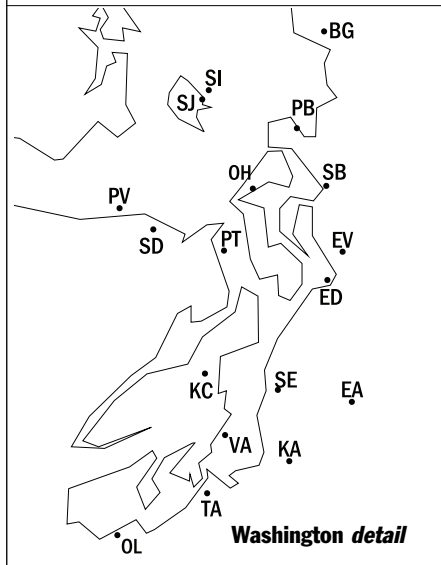 BG
SI
SJ
PB
OH
SB
PV
SD
PT
EV
ED
KC
SE
EA
VA
KA
TA
OL
Washington detail